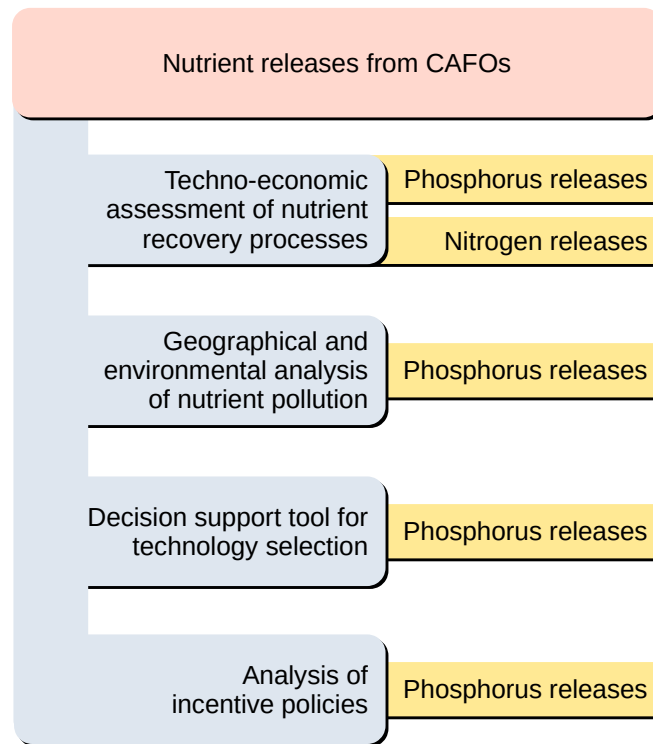 Nutrient releases from CAFOs
Techno-economic
assessment of nutrient
recovery processes
Phosphorus releases
Nitrogen releases
Geographical and
environmental analysis
of nutrient pollution
Phosphorus releases
Decision support tool for
technology selection
Phosphorus releases
Analysis of
incentive policies
Phosphorus releases